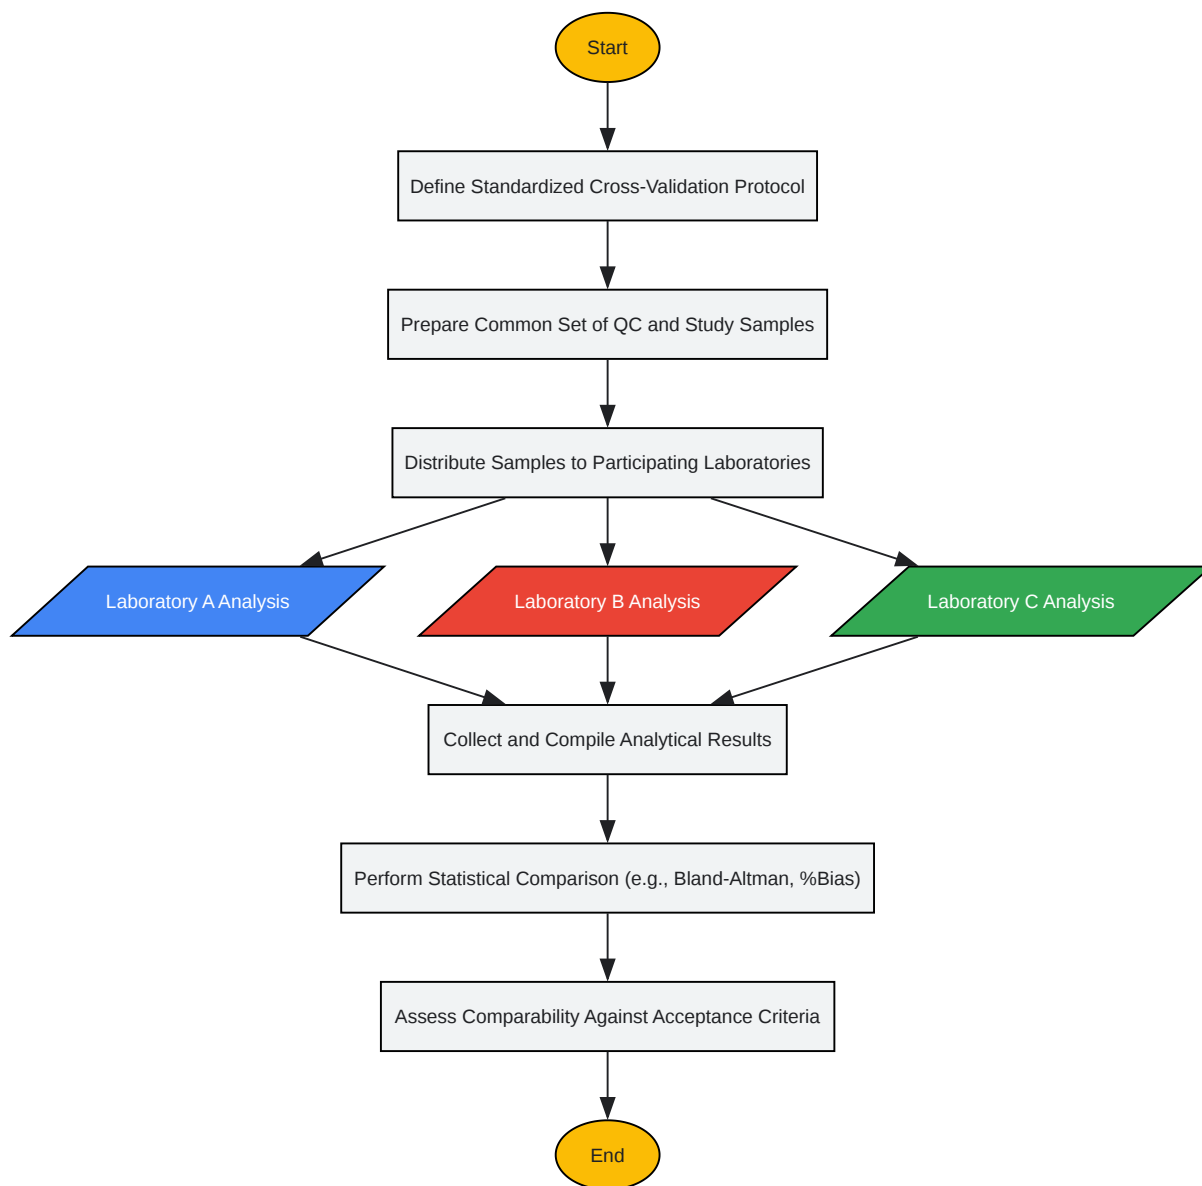 Start
Define Standardized Cross-Validation Protocol
Prepare Common Set of QC and Study Samples
Distribute Samples to Participating Laboratories
Laboratory A Analysis
Laboratory B Analysis
Laboratory C Analysis
Collect and Compile Analytical Results
Perform Statistical Comparison (e.g., Bland-Altman, %Bias)
Assess Comparability Against Acceptance Criteria
End